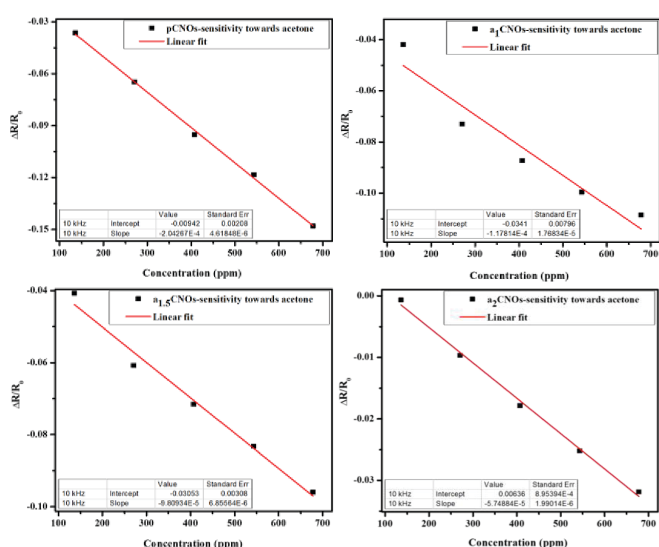 -0.03
-0.06
-0.09
-0.12
-0.15
ΔR/R0
pCNOs-sensitivity towards acetone
Linear fit
Value Standard Err
10 kHz Intercept -0.00942 0.00208
10 kHz Slope -2.04267E-4 4.61848E-6
100 200 300 400 500 600 700
Concentration (ppm)
-0.04
-0.06
-0.08
-0.10
ΔR/R0
a1CNOs-sensitivity towards acetone
Linear fit
Value Standard Err
10 kHz Intercept -0.0341 0.00796
10 kHz Slope -1.17814E-4 1.76834E-5
100 200 300 400 500 600 700
Concentration (ppm)
-0.04
-0.06
-0.08
-0.10
ΔR/R0
a1.5CNOs-sensitivity towards acetone
Linear fit
Value Standard Err
10 kHz Intercept -0.03053 0.00308
10 kHz Slope -9.80934E-5 6.85564E-6
100 200 300 400 500 600 700
Concentration (ppm)
0.00
-0.01
-0.02
-0.03
ΔR/R0
a2CNOs-sensitivity towards acetone
Linear fit
Value Standard Err
10 kHz Intercept 0.00636 8.95394E-4
10 kHz Slope -5.74884E-5 1.99014E-6
100 200 300 400 500 600 700
Concentration (ppm)